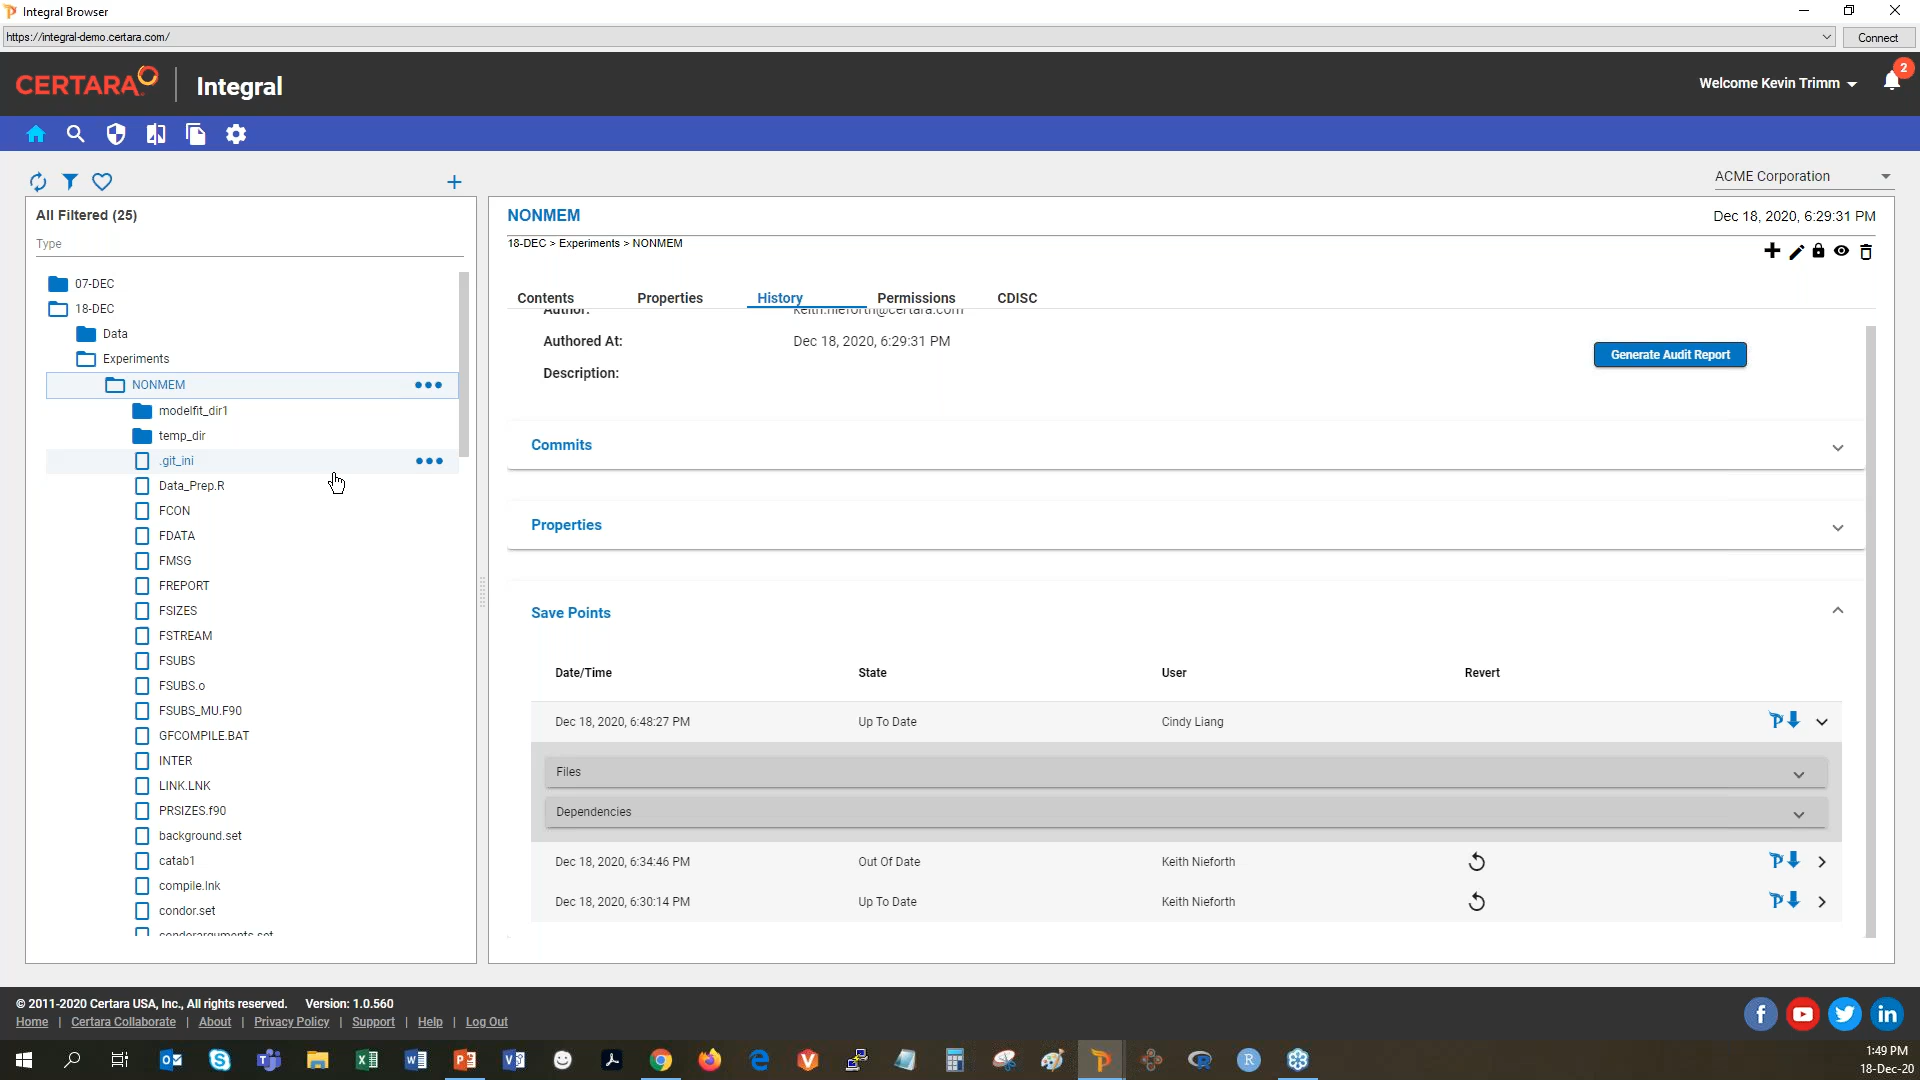 Integral Browser
https://integral-demo.certara.com/
Connect
CERTARA
Integral
Welcome Kevin Trimm
2
ACME Corporation
All Filtered (25)
Type
07-DEC
18-DEC
Data
Experiments
NONMEM
modelfit_dir1
temp_dir
.git_ini
Data_Prep.R
FCON
FDATA
FMSG
FREPORT
FSIZES
FSTREAM
FSUBS
FSUBS.o
FSUBS_MU.F90
GFCOMPILE.BAT
INTER
LINK.LNK
PRSIZES.f90
background.set
catab1
compile.lnk
condor.set
condorarguments.set
NONMEM
Dec 18, 2020, 6:29:31 PM
18-DEC > Experiments > NONMEM
Contents
Properties
History
Permissions
CDISC
Author:
keith.nieforth@certara.com
Authored At:
Dec 18, 2020, 6:29:31 PM
Generate Audit Report
Description:
Commits
Properties
Save Points
Date/Time
State
User
Revert
Dec 18, 2020, 6:48:27 PM
Up To Date
Cindy Liang
Files
Dependencies
Dec 18, 2020, 6:34:46 PM
Out Of Date
Keith Nieforth
Dec 18, 2020, 6:30:14 PM
Up To Date
Keith Nieforth
© 2011-2020 Certara USA, Inc., All rights reserved. Version: 1.0.560
Home | Certara Collaborate | About | Privacy Policy | Support | Help | Log Out
1:49 PM
18-Dec-20